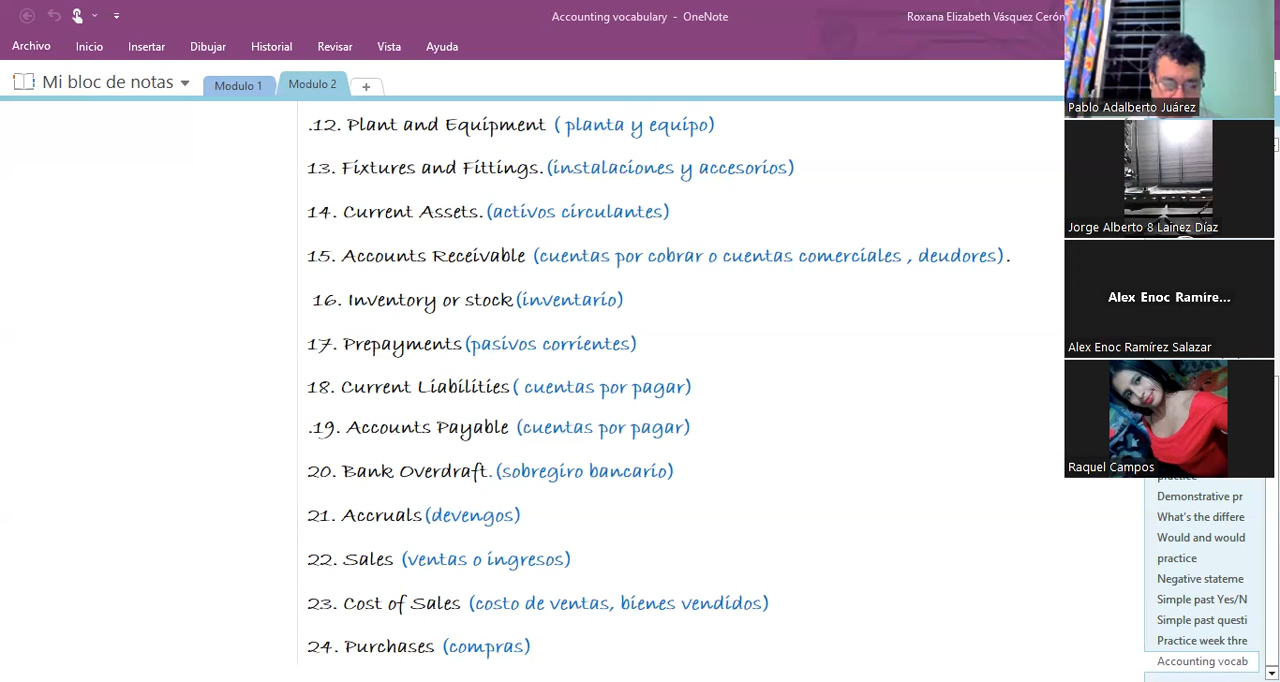 Accounting vocabulary - OneNote
Roxana Elizabeth Vásquez Cerón
Archivo Inicio Insertar Dibujar Historial Revisar Vista Ayuda
Mi bloc de notas Modulo 1 Modulo 2 +
.12. Plant and Equipment ( planta y equipo)
13. Fixtures and Fittings. (instalaciones y accesorios)
14. Current Assets. (activos circulantes)
15. Accounts Receivable (cuentas por cobrar o cuentas comerciales , deudores) .
16. Inventory or stock (inventario)
17. Prepayments (pasivos corrientes)
18. Current Liabilities ( cuentas por pagar)
.19. Accounts Payable (cuentas por pagar)
20. Bank Overdraft. (sobregiro bancario)
21. Accruals (devengos)
22. Sales (ventas o ingresos)
23. Cost of Sales (costo de ventas, bienes vendidos)
24. Purchases (compras)
Pablo Adalberto Juárez
Jorge Alberto 8 Lainez Díaz
Alex Enoc Ramíre...
Alex Enoc Ramírez Salazar
Raquel Campos
practice
Demonstrative pr
What's the differe
Would and would
practice
Negative stateme
Simple past Yes/N
Simple past questi
Practice week thre
Accounting vocab